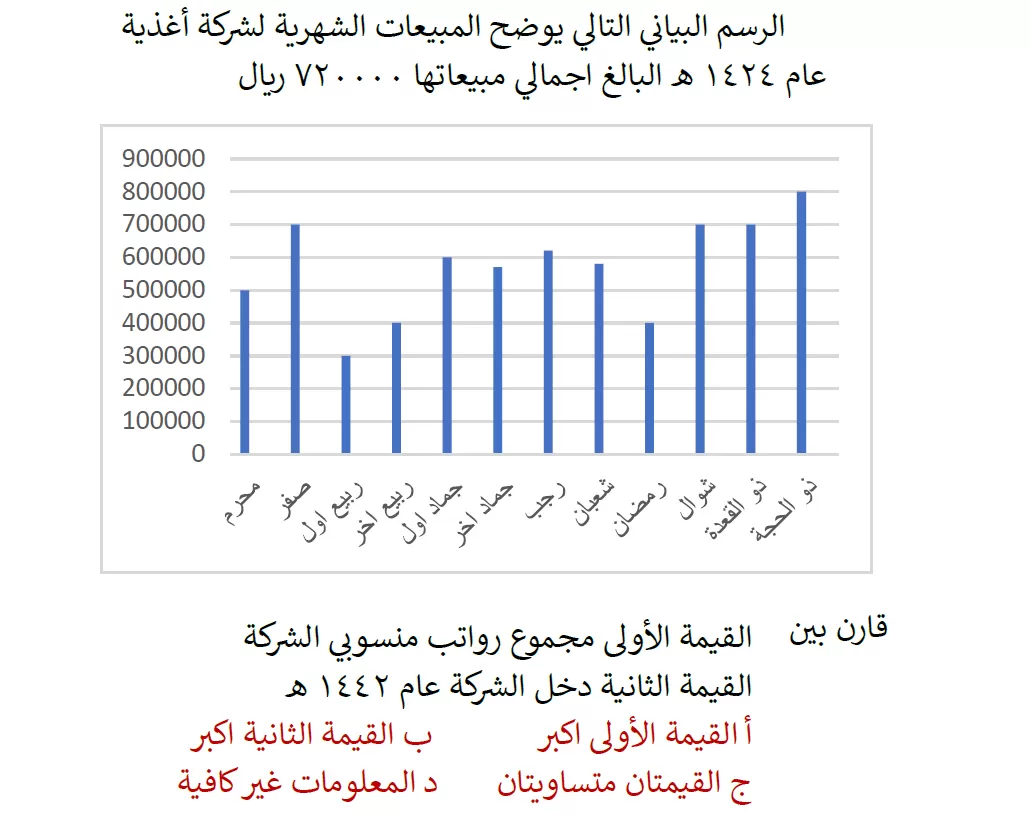 الرسم البياني التالي يوضح المبيعات الشهرية لشركة أغذية
عام ١٤٢٤ هـ البالغ اجمالي مبيعاتها ٧٢٠٠٠٠ ريال
900000
800000
700000
600000
500000
400000
300000
200000
100000
0
محرم
صفر
ربيع اول
ربيع اخر
جماد اول
جماد اخر
رجب
شعبان
رمضان
شوال
ذو القعدة
ذو الحجة
قارن بين القيمة الأولى مجموع رواتب منسوبي الشركة
القيمة الثانية دخل الشركة عام ١٤٤٢ هـ
أ القيمة الأولى اكبر ب القيمة الثانية اكبر
ج القيمتان متساويتان د المعلومات غير كافية